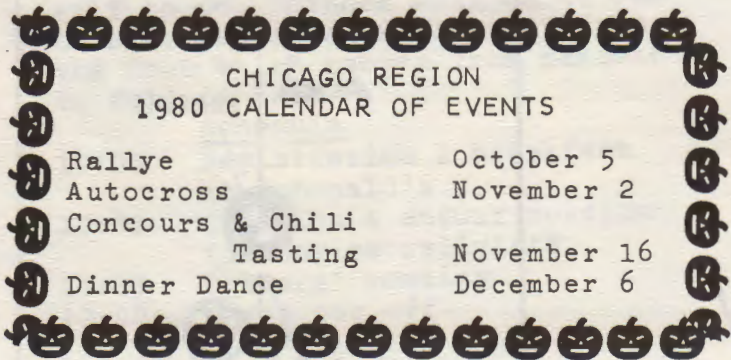 CHICAGO REGION
1980 CALENDAR OF EVENTS
Rallye October 5
Autocross November 2
Concours & Chili
Tasting November 16
Dinner Dance December 6